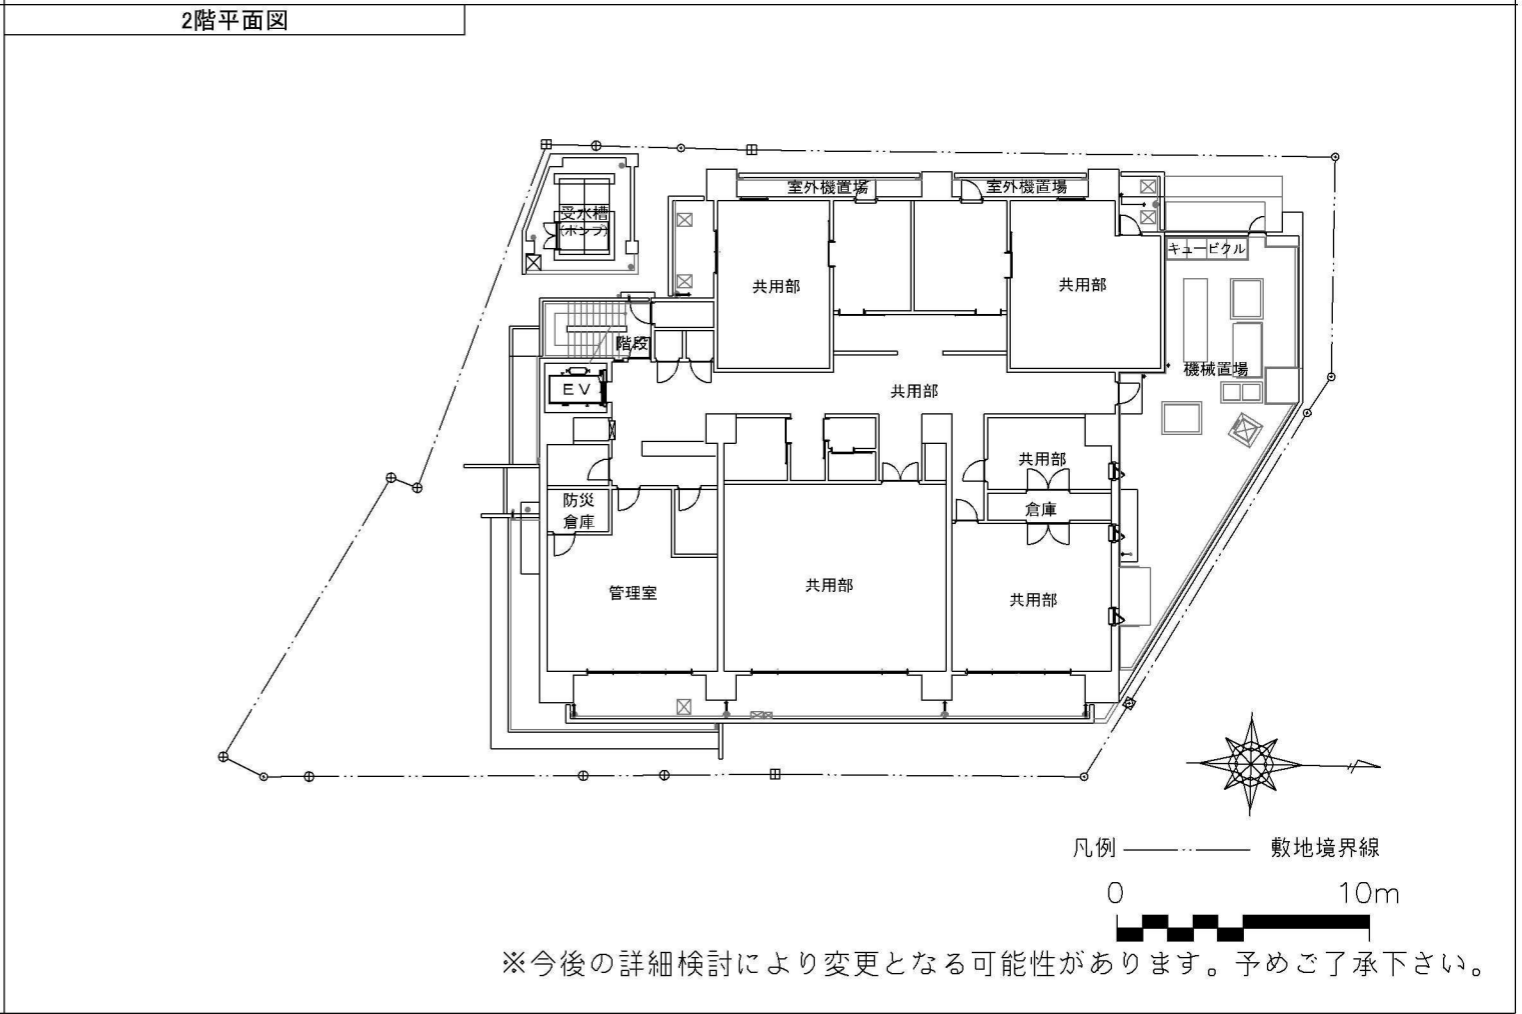 2階平面図
室外機置場
室外機置場
受水槽
(ポンプ)
キュービクル
共用部
共用部
階段
機械置場
EV
共用部
共用部
防災
倉庫
倉庫
管理室
共用部
共用部
凡例
敷地境界線
0
10m
※今後の詳細検討により変更となる可能性があります。予めご了承下さい。